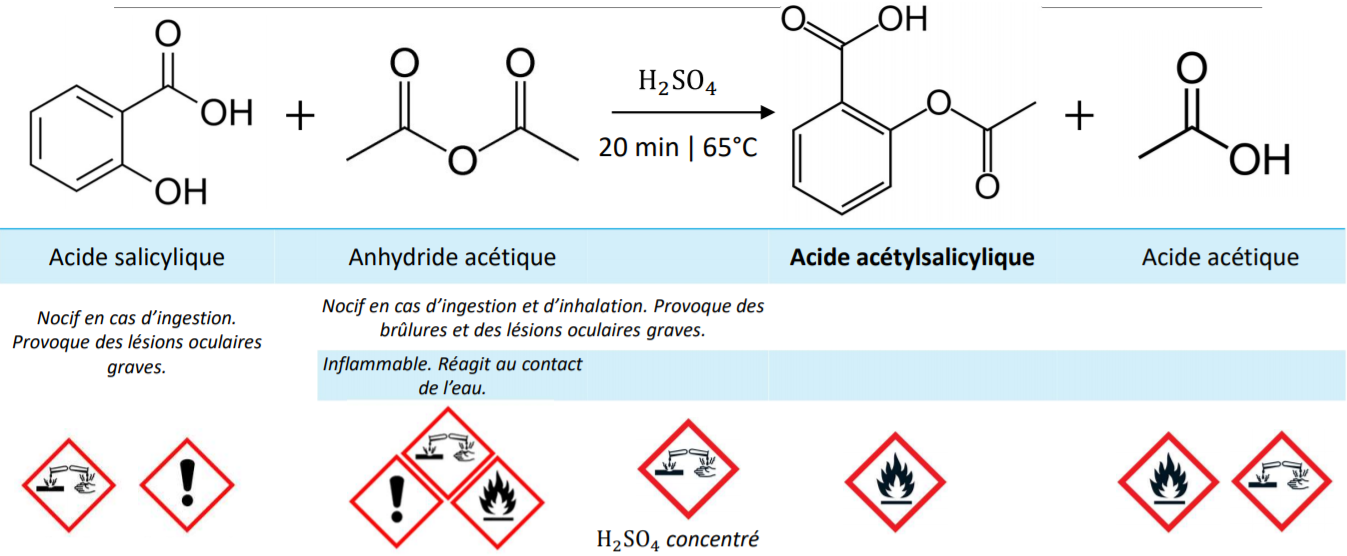 O
OH
OH
+
O
O
O
H₂SO₄
20 min | 65°C
O
OH
O
O
+
O
OH
Acide salicylique
Anhydride acétique
Acide acétylsalicylique
Acide acétique
Nocif en cas d’ingestion.
Provoque des lésions oculaires
graves.
Nocif en cas d’ingestion et d’inhalation. Provoque des
brûlures et des lésions oculaires graves.
Inflammable. Réagit au contact
de l’eau.
H₂SO₄ concentré